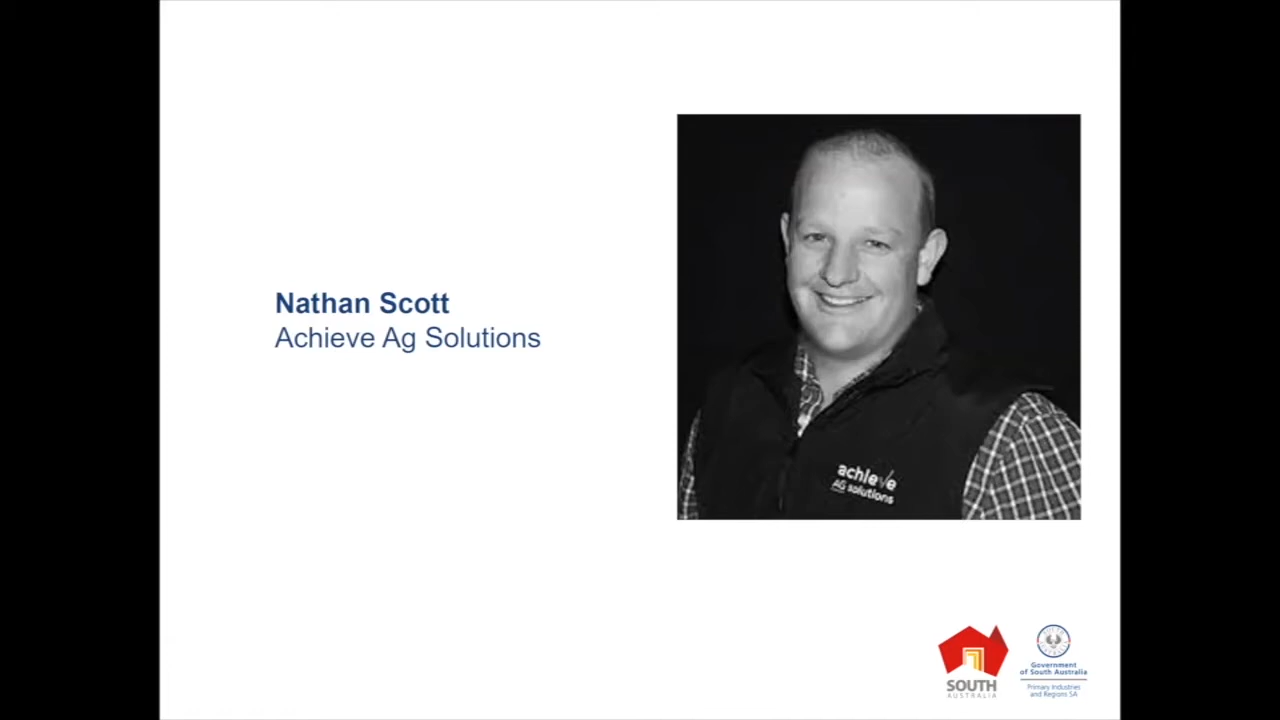 Nathan Scott
Achieve Ag Solutions
achieve
AG solutions
SOUTH
AUSTRALIA
Government
of South Australia
Primary Industries
and Regions SA